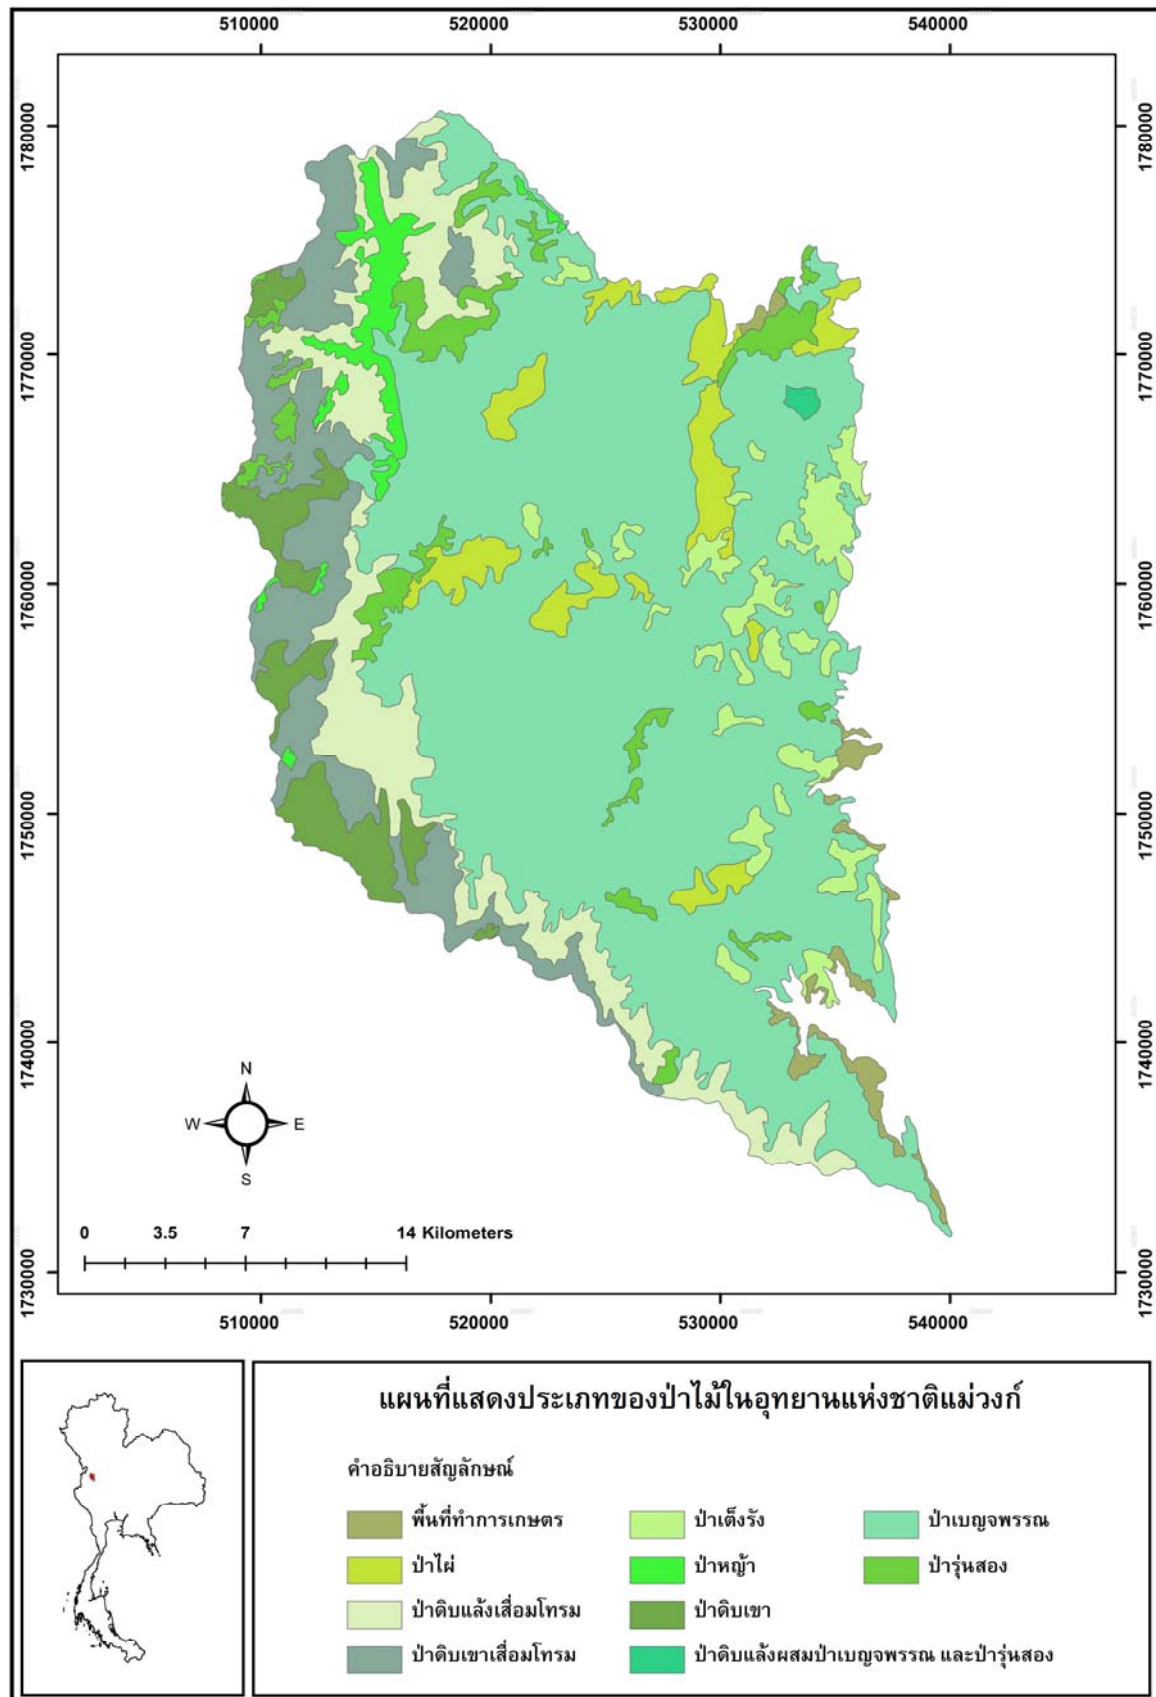 510000 520000 530000 540000
1780000 1780000
1770000 1770000
1760000 1760000
1750000 1750000
1740000 1740000
1730000 1730000
N
W E
S
0 3.5 7 14 Kilometers
510000 520000 530000 540000
แผนที่แสดงประเภทของป่าไม้ในอุทยานแห่งชาติแม่วงก์
คำอธิบายสัญลักษณ์
พื้นที่ทำการเกษตร
ป่าไผ่
ป่าดิบแล้งเสื่อมโทรม
ป่าดิบเขาเสื่อมโทรม
ป่าเต็งรัง
ป่าหญ้า
ป่าดิบเขา
ป่าดิบแล้งผสมป่าเบญจพรรณ และป่ารุ่นสอง
ป่าเบญจพรรณ
ป่ารุ่นสอง